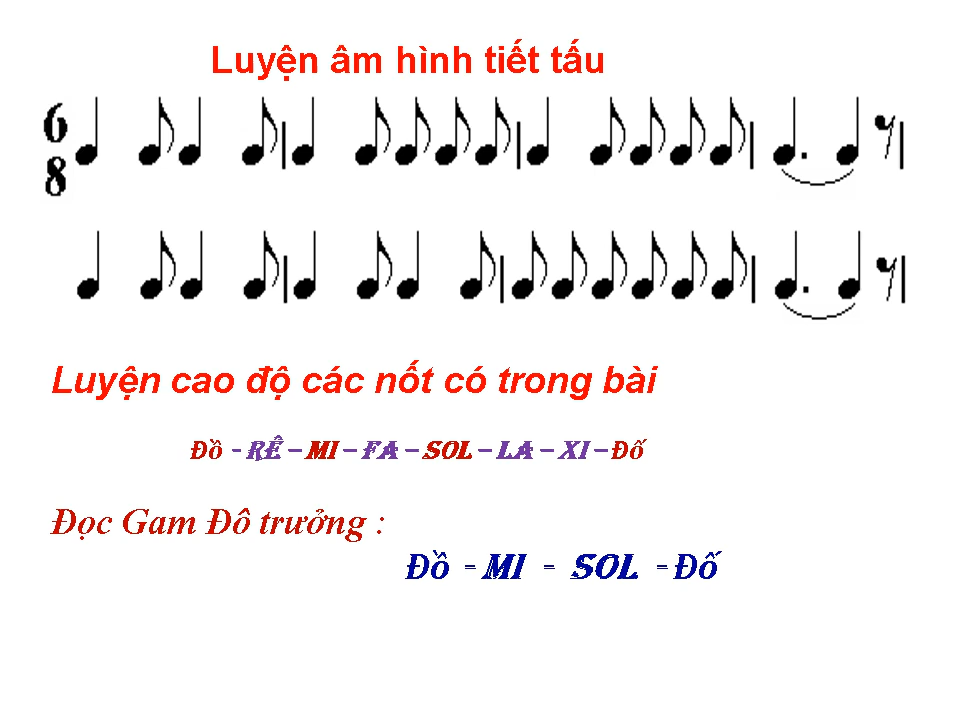 Luyện âm hình tiết tấu
6
8
Luyện cao độ các nốt có trong bài
Đồ - RÊ – MI – FA – SOL – LA – XI – Đố
Đọc Gam Đô trưởng :
Đồ - MI - SOL - Đố